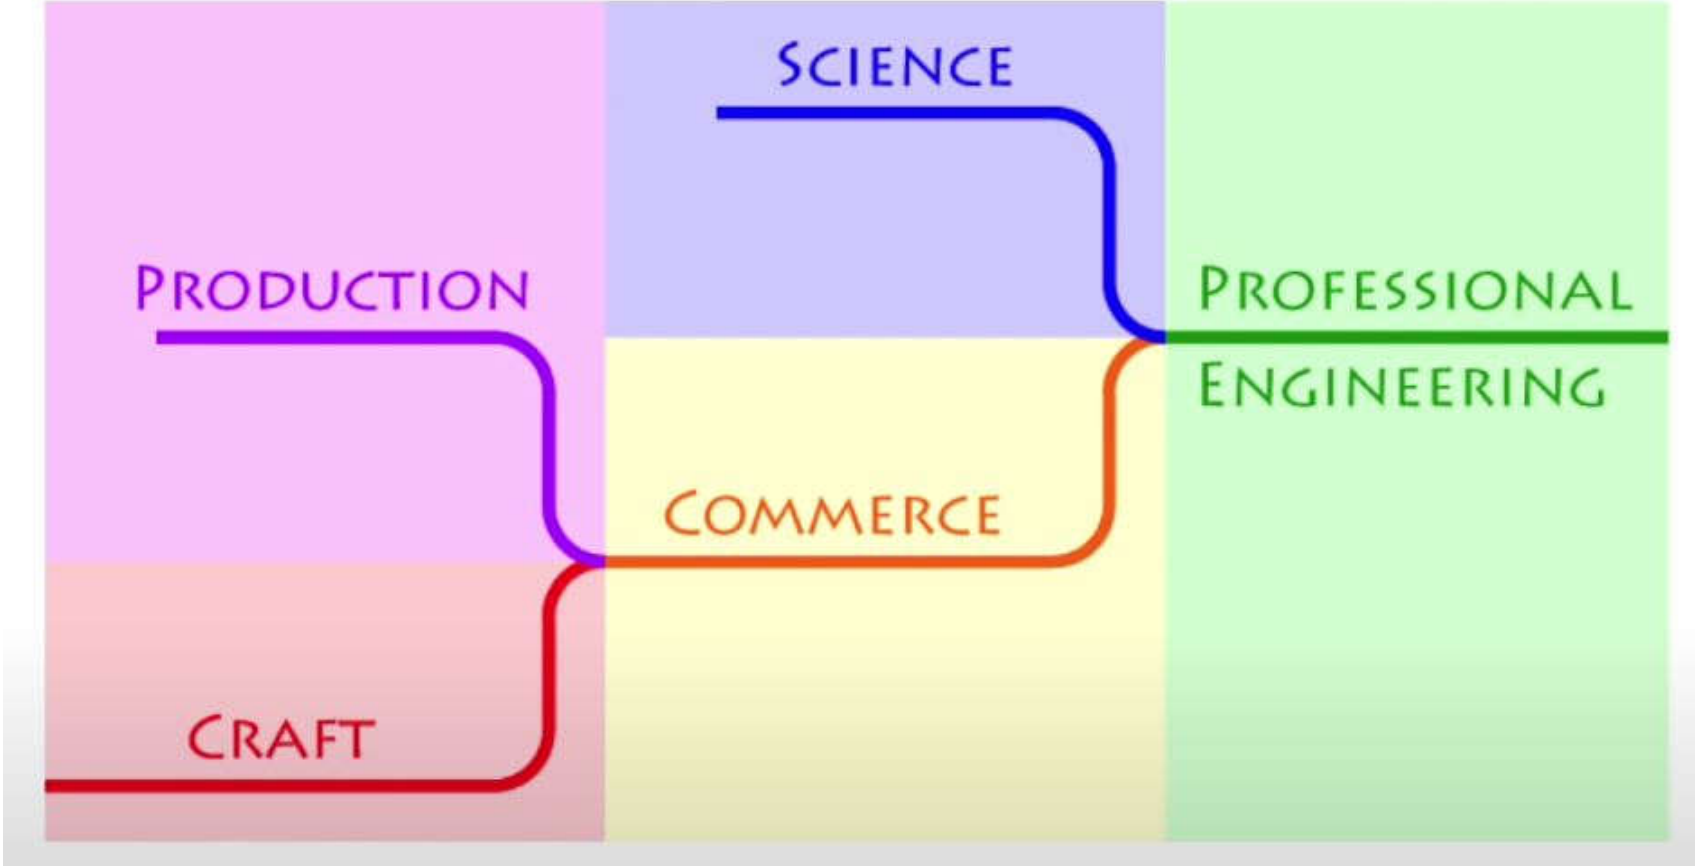 SCIENCE
PRODUCTION
PROFESSIONAL
ENGINEERING
COMMERCE
CRAFT